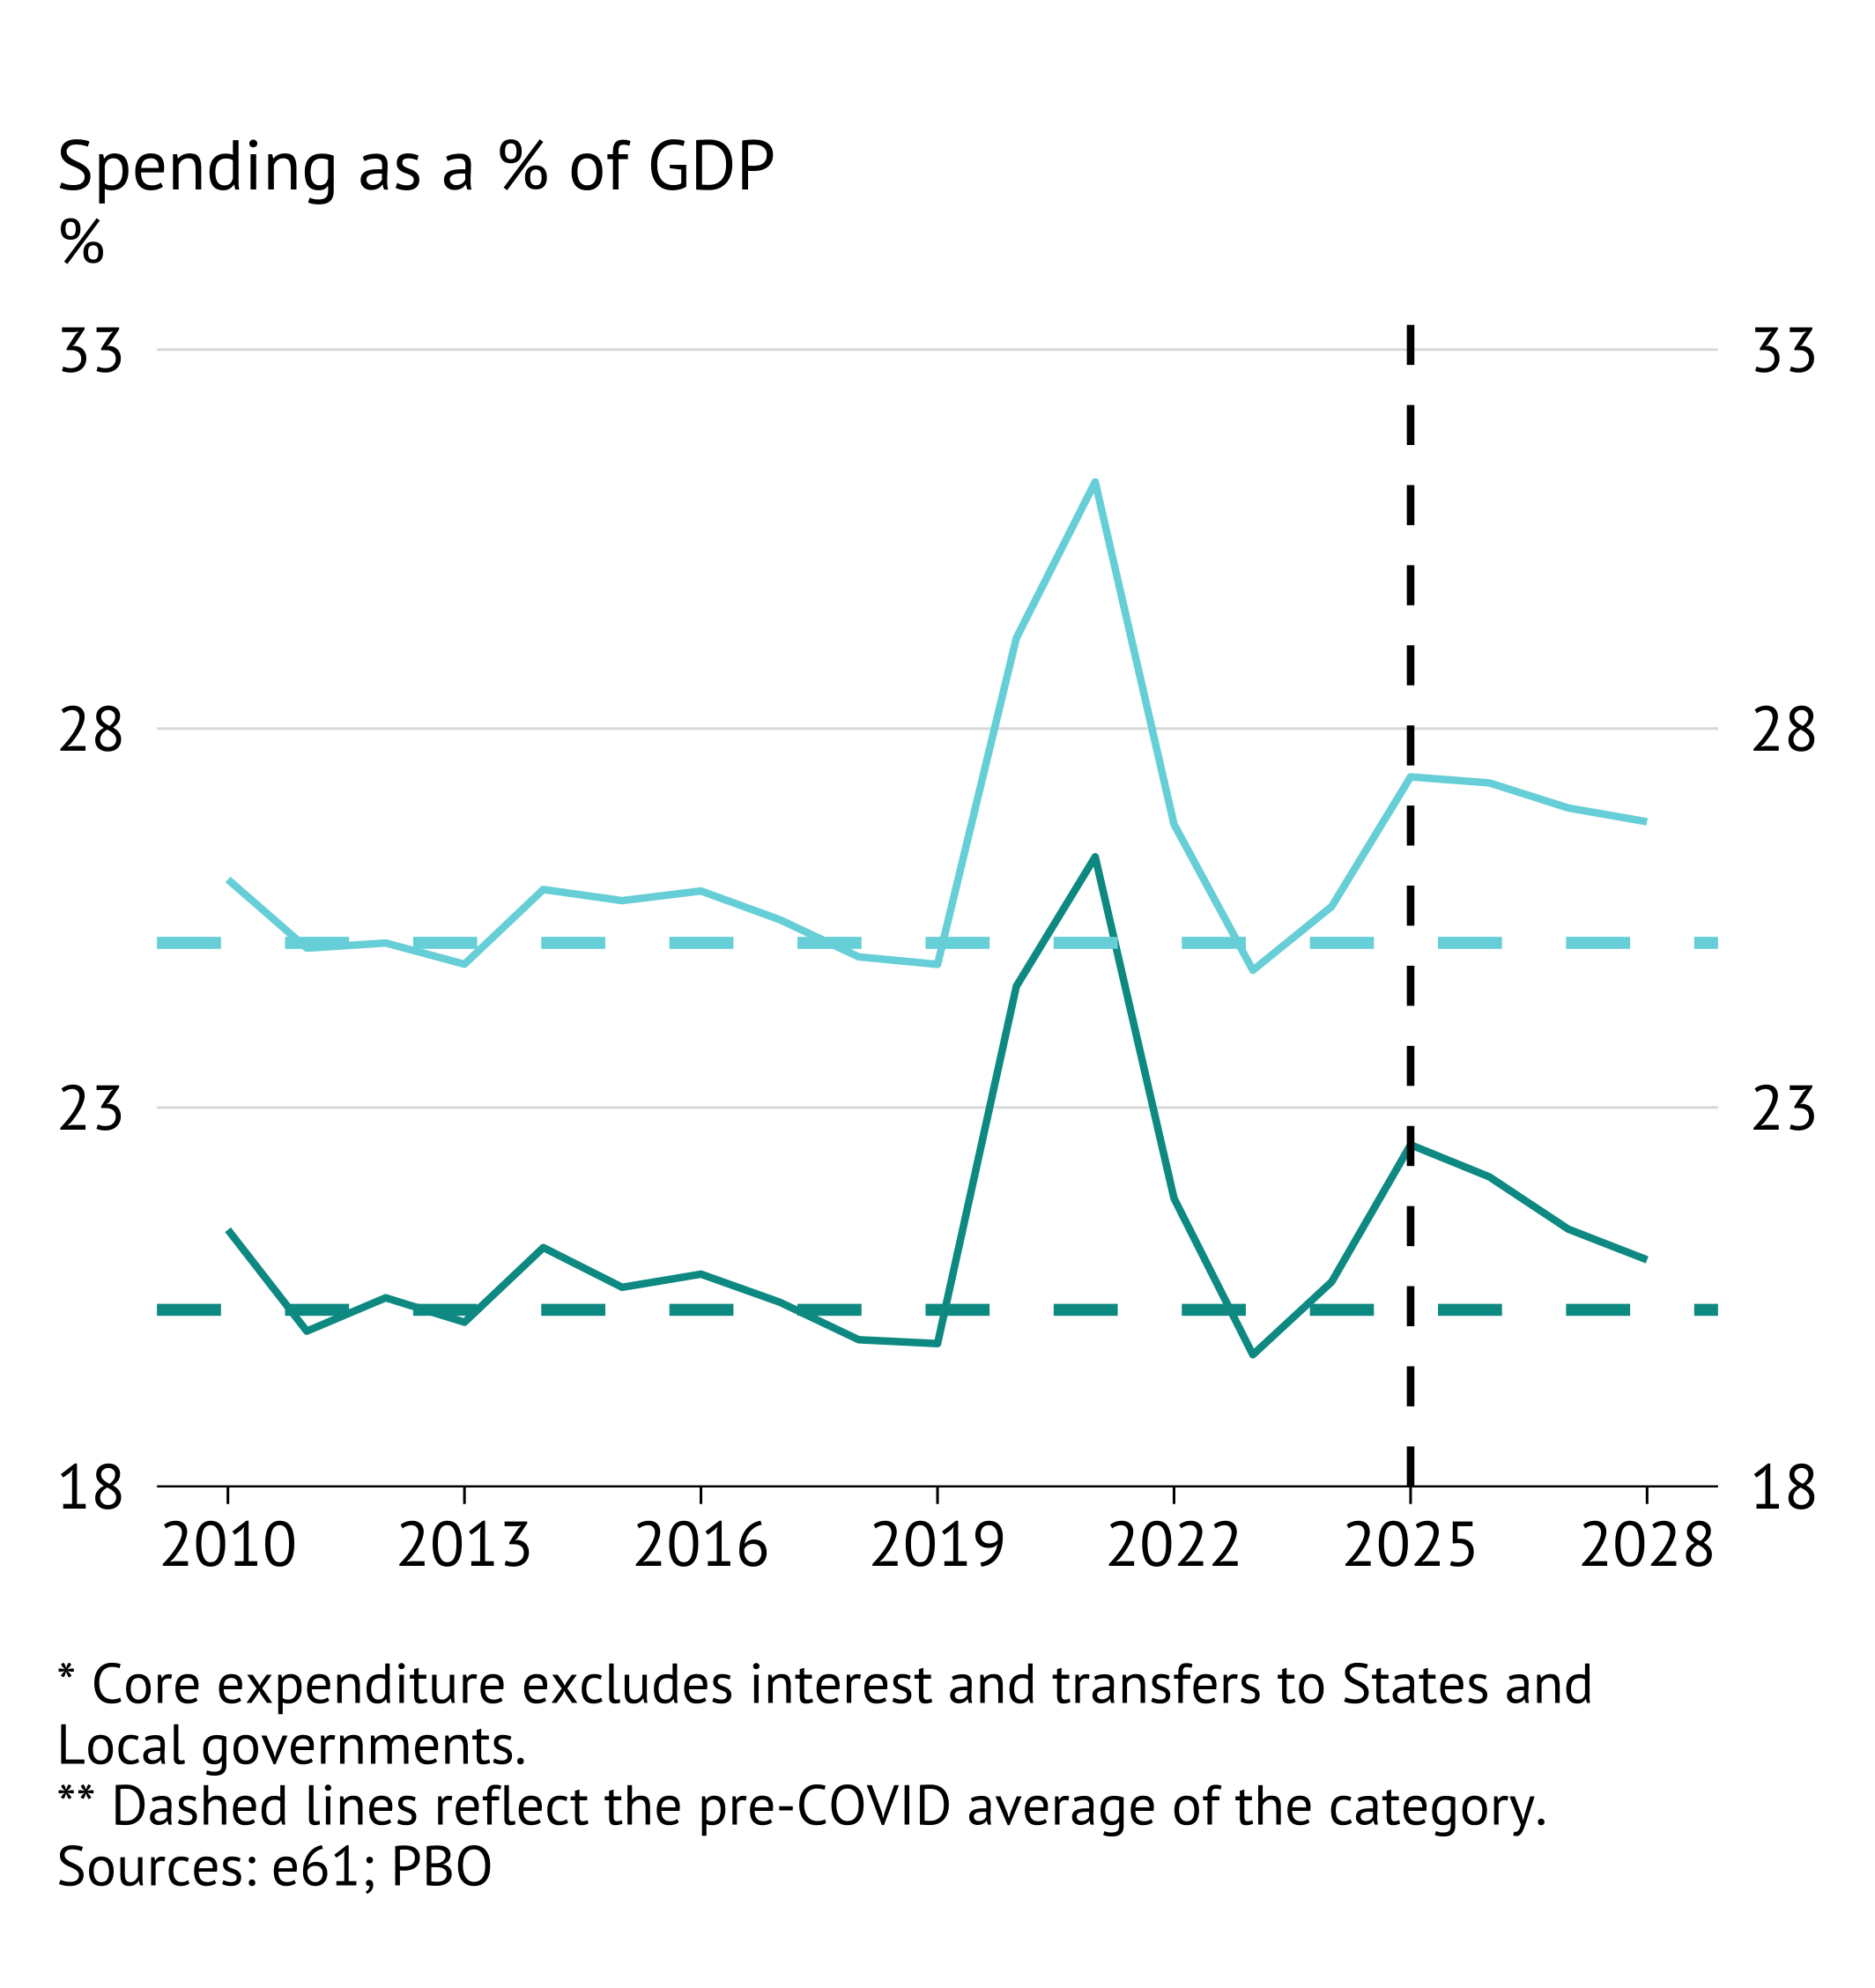 Spending as a % of GDP
%
33 33
28 28
23 23
18 18
2010 2013 2016 2019 2022 2025 2028
* Core expenditure excludes interest and transfers to States and
Local governments.
** Dashed lines reflect the pre-COVID average of the category.
Sources: e61; PBO